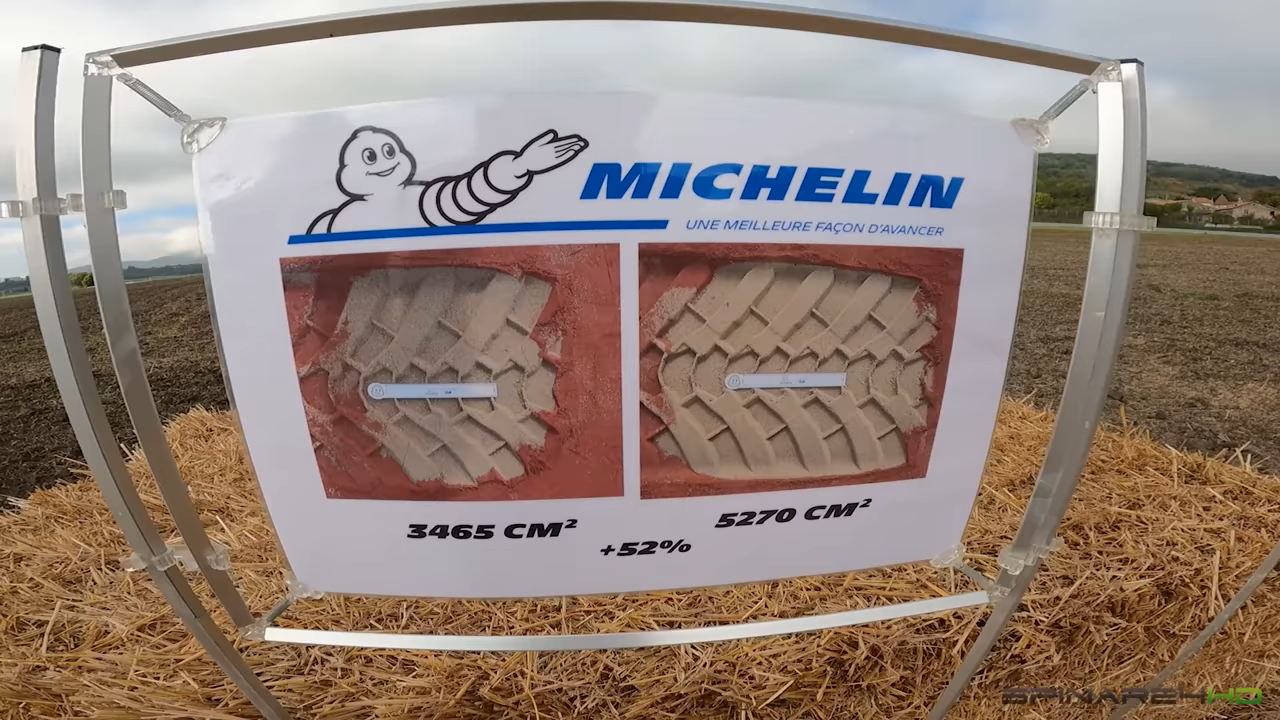 MICHELIN
UNE MEILLEURE FAÇON D'AVANCER
3465 CM²
5270 CM²
+52%